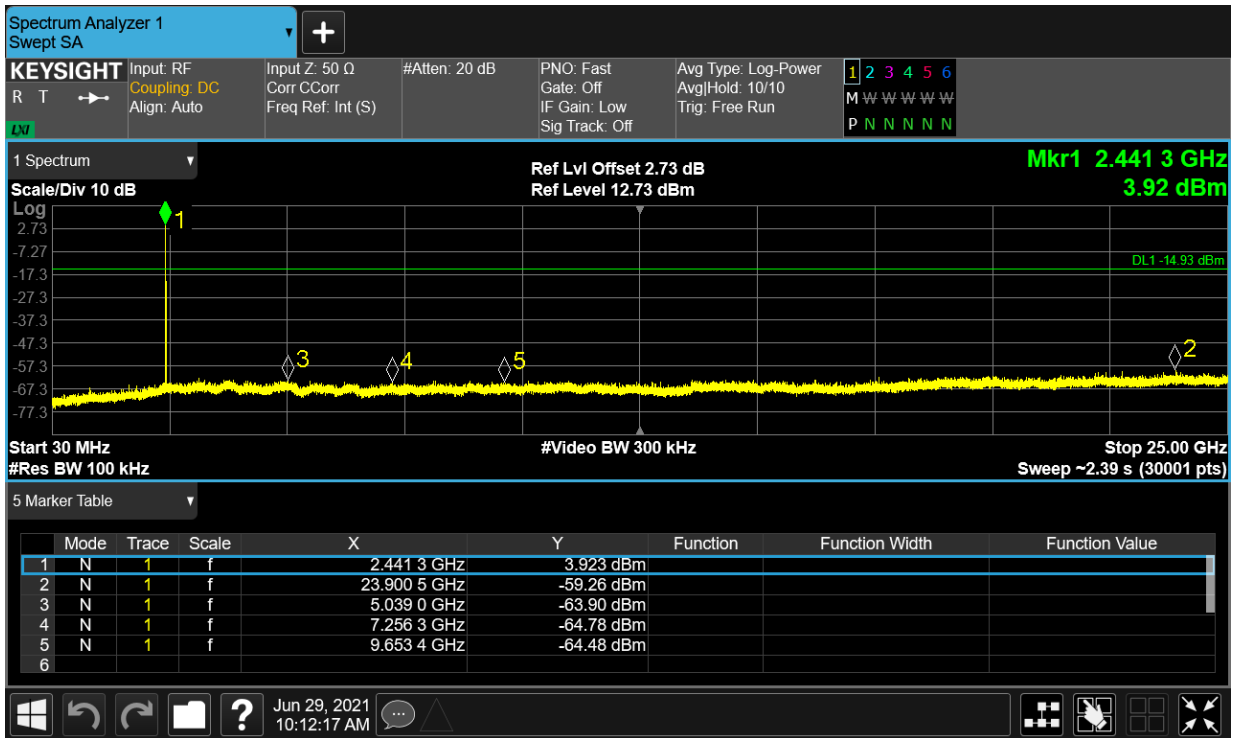 Spectrum Analyzer 1
Swept SA
KEYSIGHT
R T
LXI
Input: RF
Coupling: DC
Align: Auto
Input Z: 50 Ω
Corr CCorr
Freq Ref: Int (S)
#Atten: 20 dB
PNO: Fast
Gate: Off
IF Gain: Low
Sig Track: Off
Avg Type: Log-Power
Avg|Hold: 10/10
Trig: Free Run
1 2 3 4 5 6
M W W W W W
P N N N N N
1 Spectrum
Scale/Div 10 dB
Ref Lvl Offset 2.73 dB
Ref Level 12.73 dBm
Mkr1 2.441 3 GHz
3.92 dBm
Log
2.73
-7.27
-17.3
-27.3
-37.3
-47.3
-57.3
-67.3
-77.3
1
DL1 -14.93 dBm
3
4
5
2
Start 30 MHz
#Res BW 100 kHz
#Video BW 300 kHz
Stop 25.00 GHz
Sweep ~2.39 s (30001 pts)
5 Marker Table
Mode Trace Scale X Y Function Function Width Function Value
1 N 1 f 2.441 3 GHz 3.923 dBm
2 N 1 f 23.900 5 GHz -59.26 dBm
3 N 1 f 5.039 0 GHz -63.90 dBm
4 N 1 f 7.256 3 GHz -64.78 dBm
5 N 1 f 9.653 4 GHz -64.48 dBm
6
?
Jun 29, 2021
10:12:17 AM